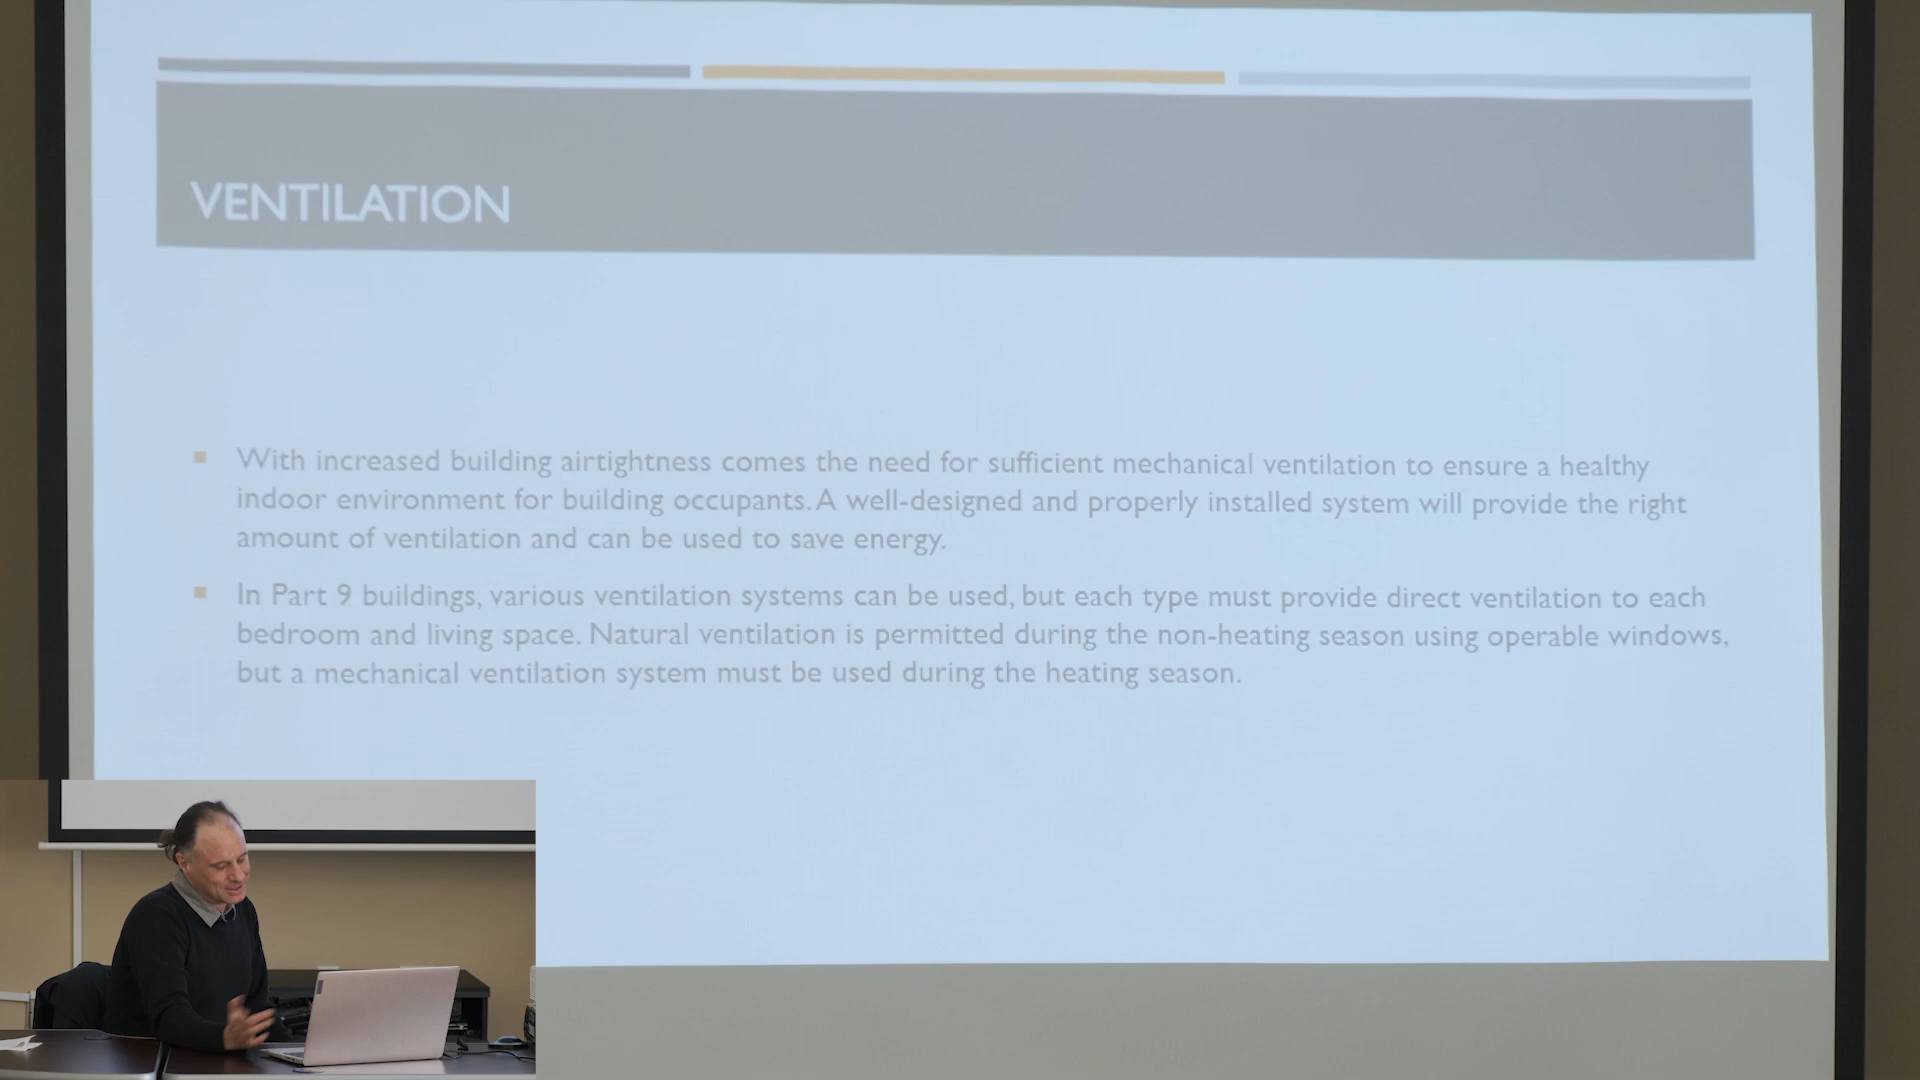 VENTILATION
With increased building airtightness comes the need for sufficient mechanical ventilation to ensure a healthy
indoor environment for building occupants. A well-designed and properly installed system will provide the right
amount of ventilation and can be used to save energy.
In Part 9 buildings, various ventilation systems can be used, but each type must provide direct ventilation to each
bedroom and living space. Natural ventilation is permitted during the non-heating season using operable windows,
but a mechanical ventilation system must be used during the heating season.